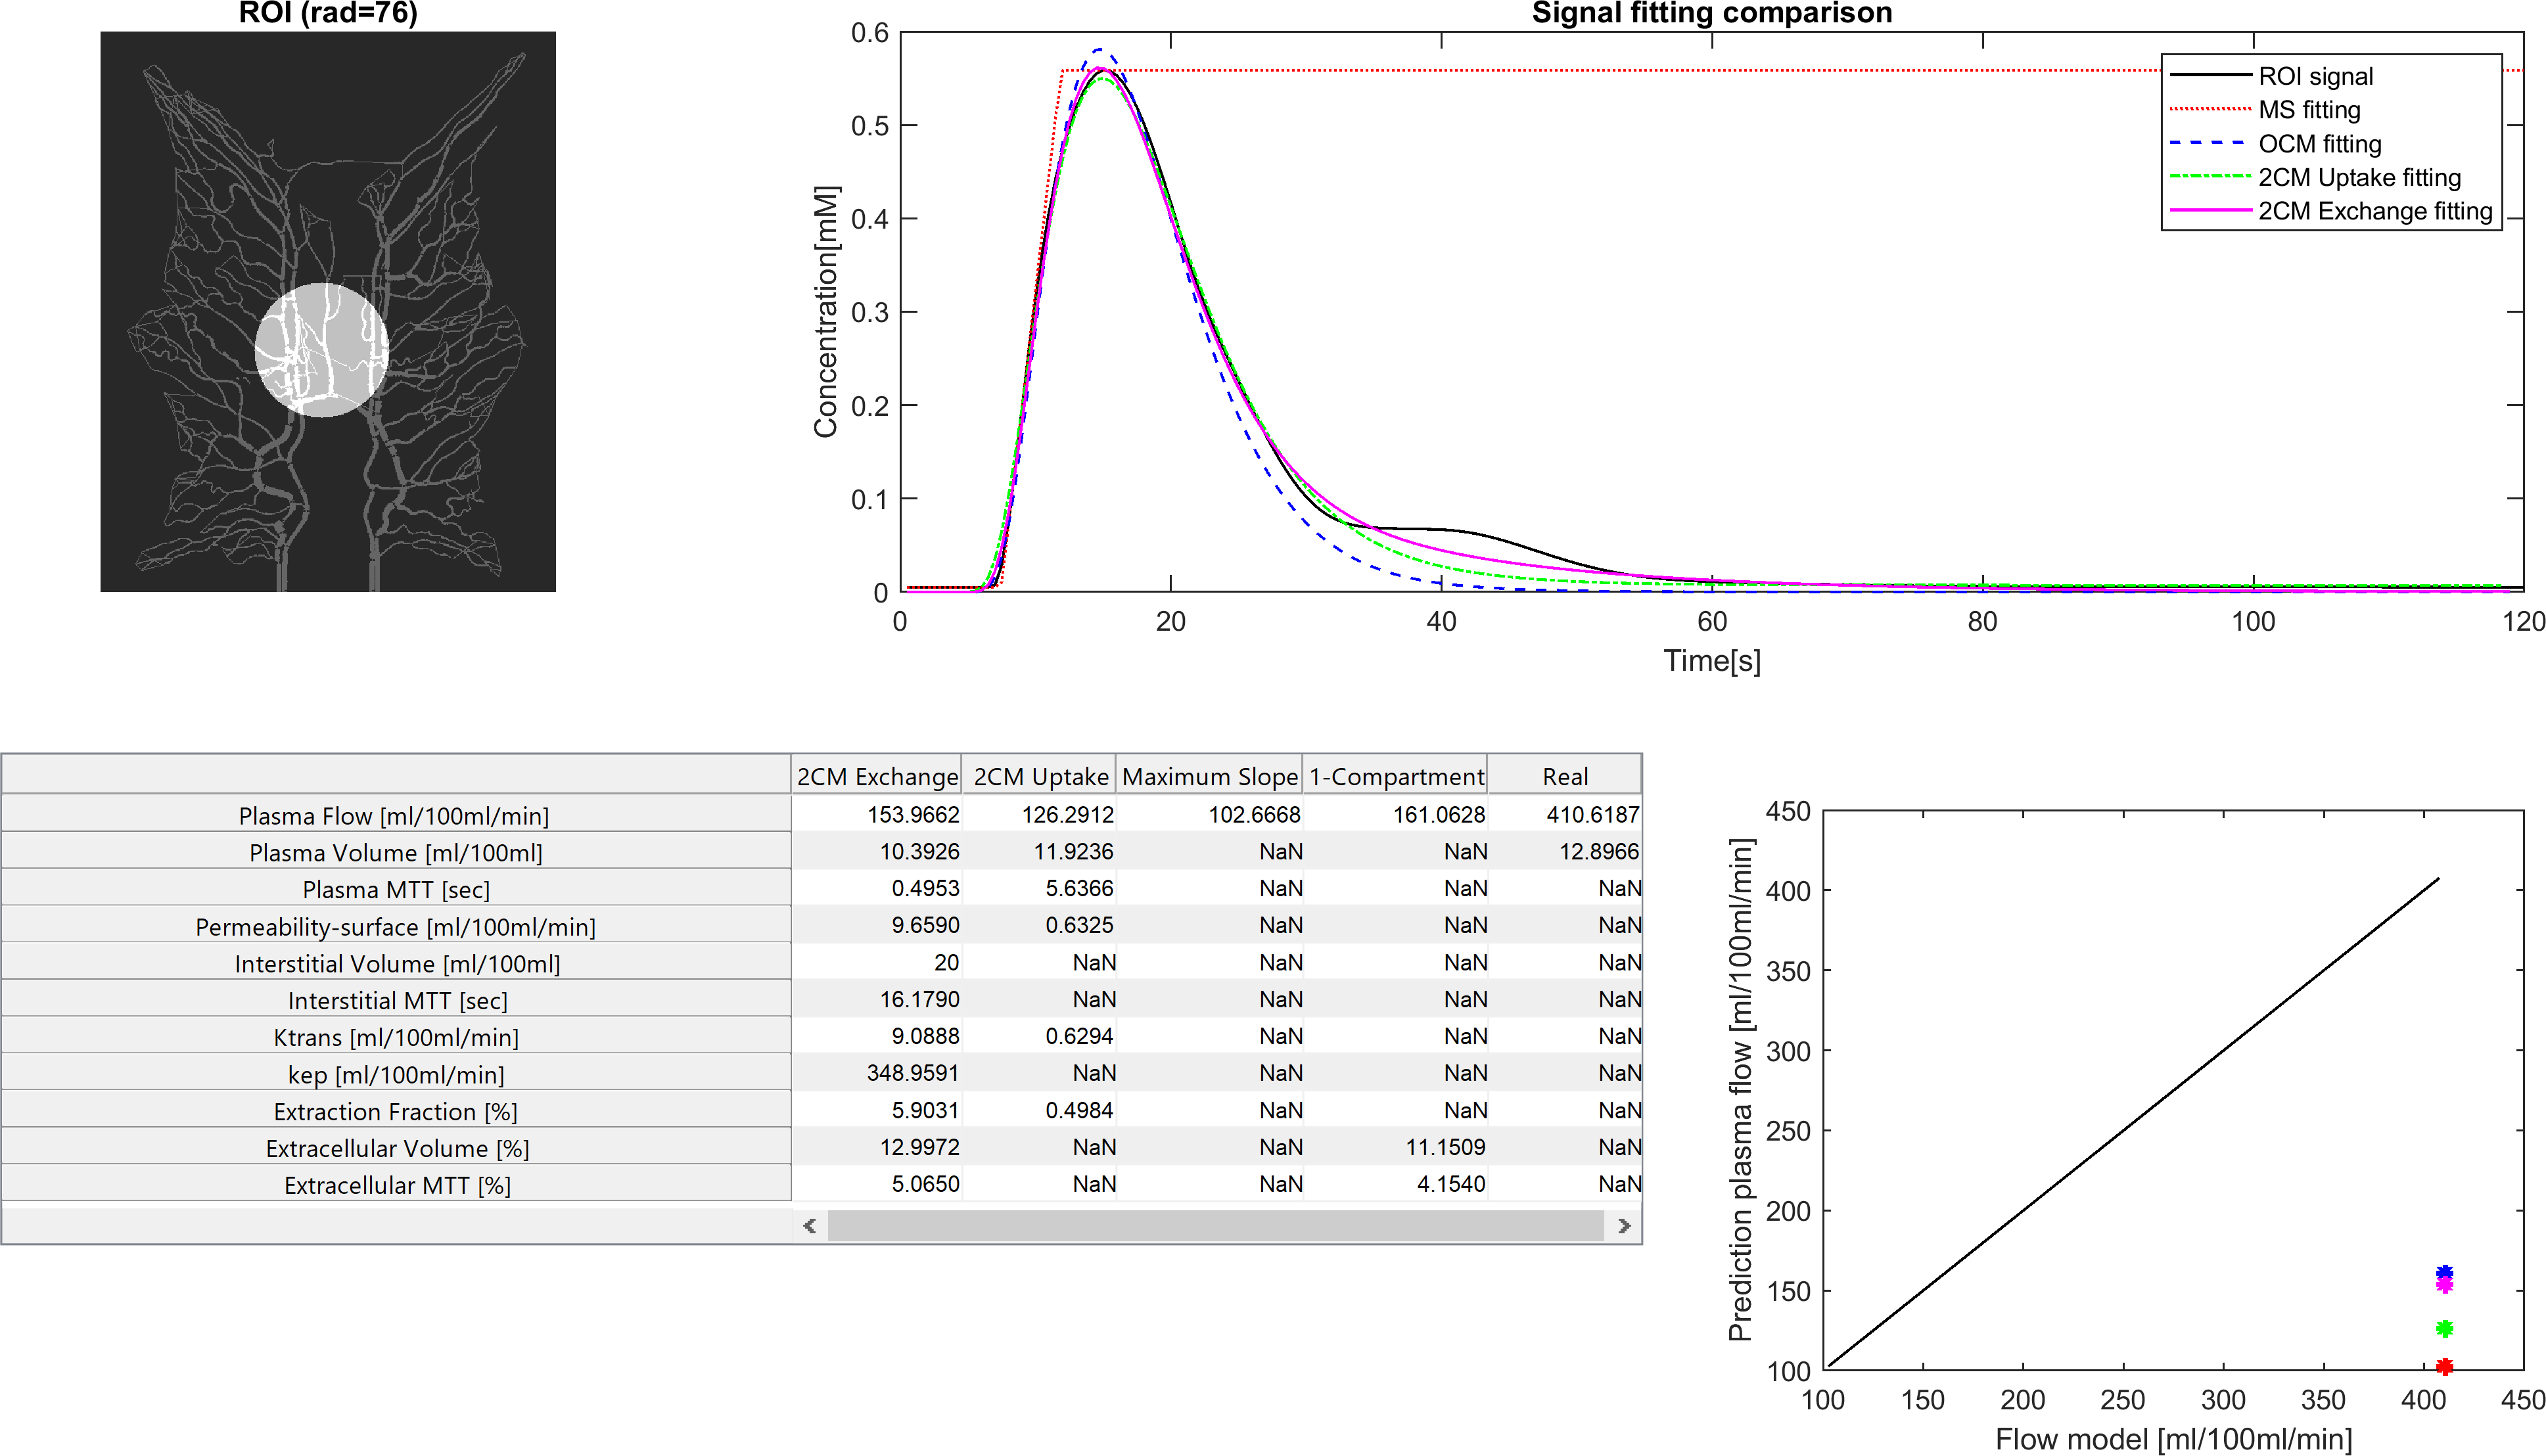 ROI (rad=76)
Signal fitting comparison
Concentration[mM]
0.6
0.5
0.4
0.3
0.2
0.1
0
0 20 40 60 80 100 120
Time[s]
ROI signal
MS fitting
OCM fitting
2CM Uptake fitting
2CM Exchange fitting
2CM Exchange 2CM Uptake Maximum Slope 1-Compartment Real
Plasma Flow [ml/100ml/min] 153.9662 126.2912 102.6668 161.0628 410.6187
Plasma Volume [ml/100ml] 10.3926 11.9236 NaN NaN 12.8966
Plasma MTT [sec] 0.4953 5.6366 NaN NaN NaN
Permeability-surface [ml/100ml/min] 9.6590 0.6325 NaN NaN NaN
Interstitial Volume [ml/100ml] 20 NaN NaN NaN NaN
Interstitial MTT [sec] 16.1790 NaN NaN NaN NaN
Ktrans [ml/100ml/min] 9.0888 0.6294 NaN NaN NaN
kep [ml/100ml/min] 348.9591 NaN NaN NaN NaN
Extraction Fraction [%] 5.9031 0.4984 NaN NaN NaN
Extracellular Volume [%] 12.9972 NaN NaN 11.1509 NaN
Extracellular MTT [%] 5.0650 NaN NaN 4.1540 NaN
Prediction plasma flow [ml/100ml/min]
450
400
350
300
250
200
150
100
100 150 200 250 300 350 400 450
Flow model [ml/100ml/min]